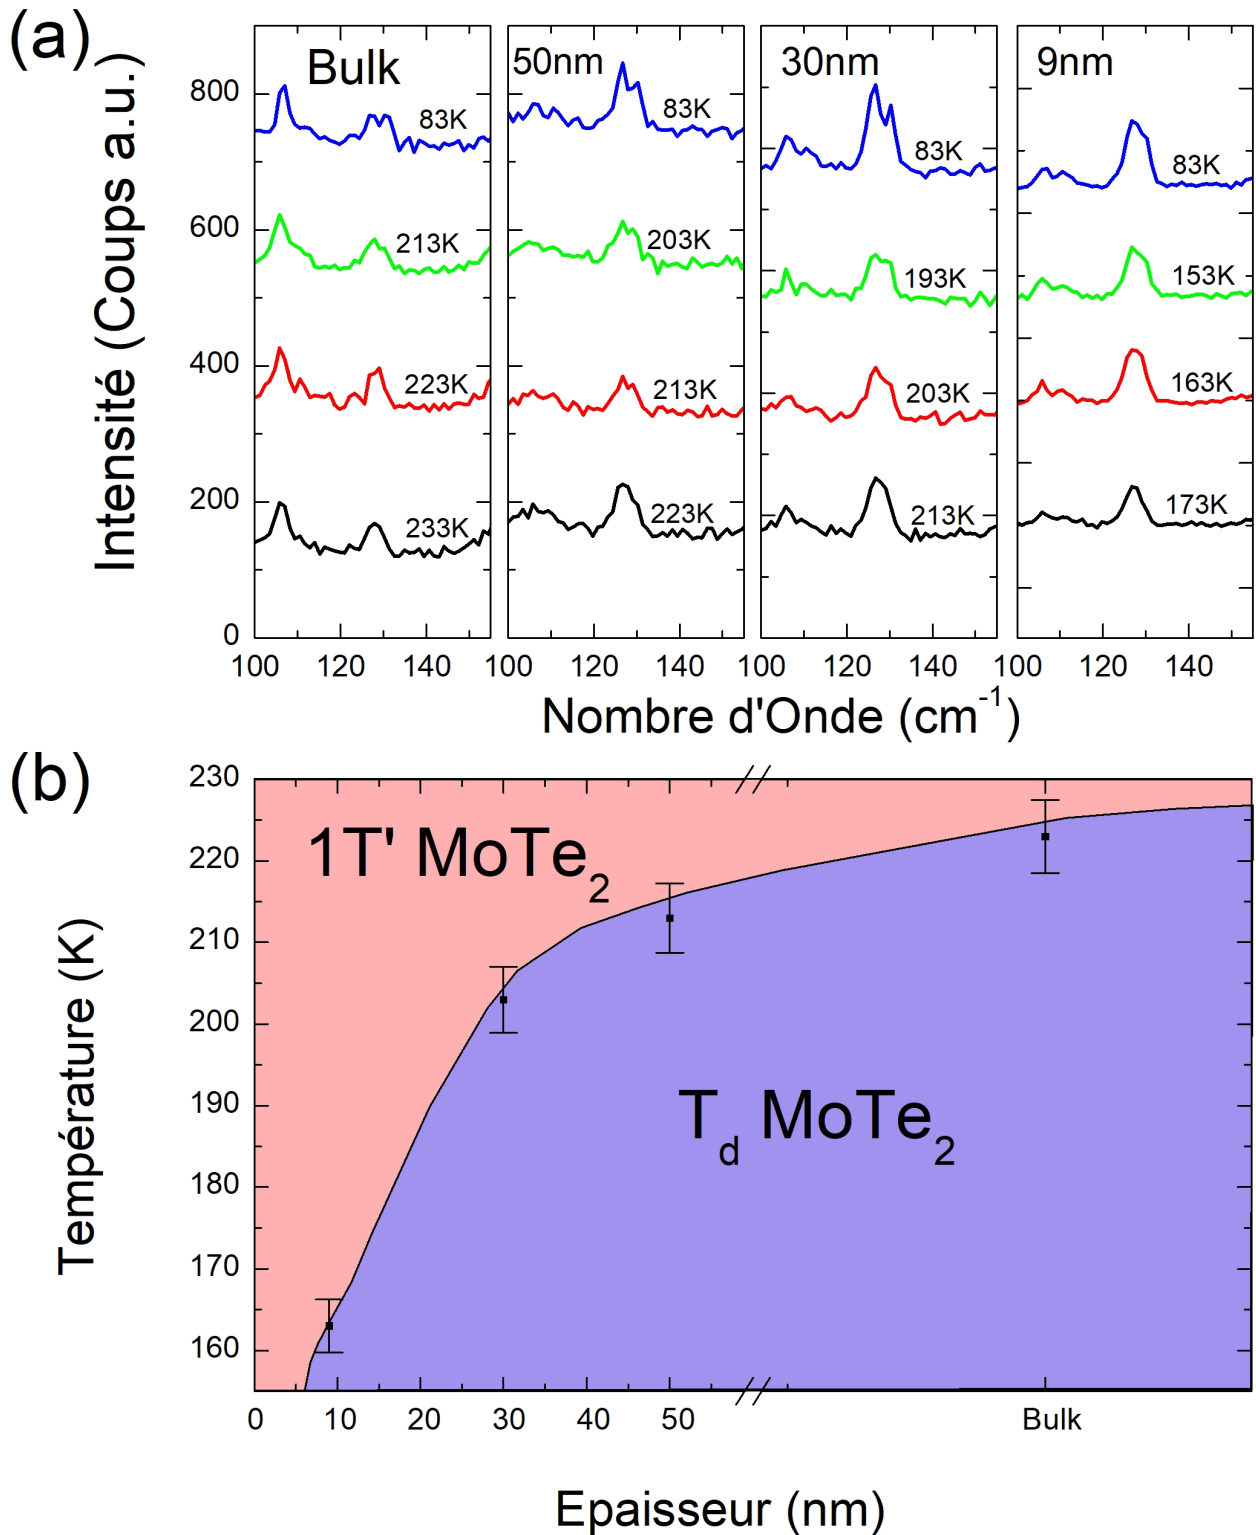 (a)
Bulk
50nm
30nm
9nm
83K
83K
83K
83K
213K
203K
193K
153K
223K
213K
203K
163K
233K
223K
213K
173K
Intensité (Coups a.u.)
800
600
400
200
0
100 120 140
100 120 140
100 120 140
100 120 140
Nombre d'Onde (cm⁻¹)
(b)
230
220
210
200
190
180
170
160
Température (K)
1T' MoTe₂
T_d MoTe₂
0 10 20 30 40 50 Bulk
Epaisseur (nm)